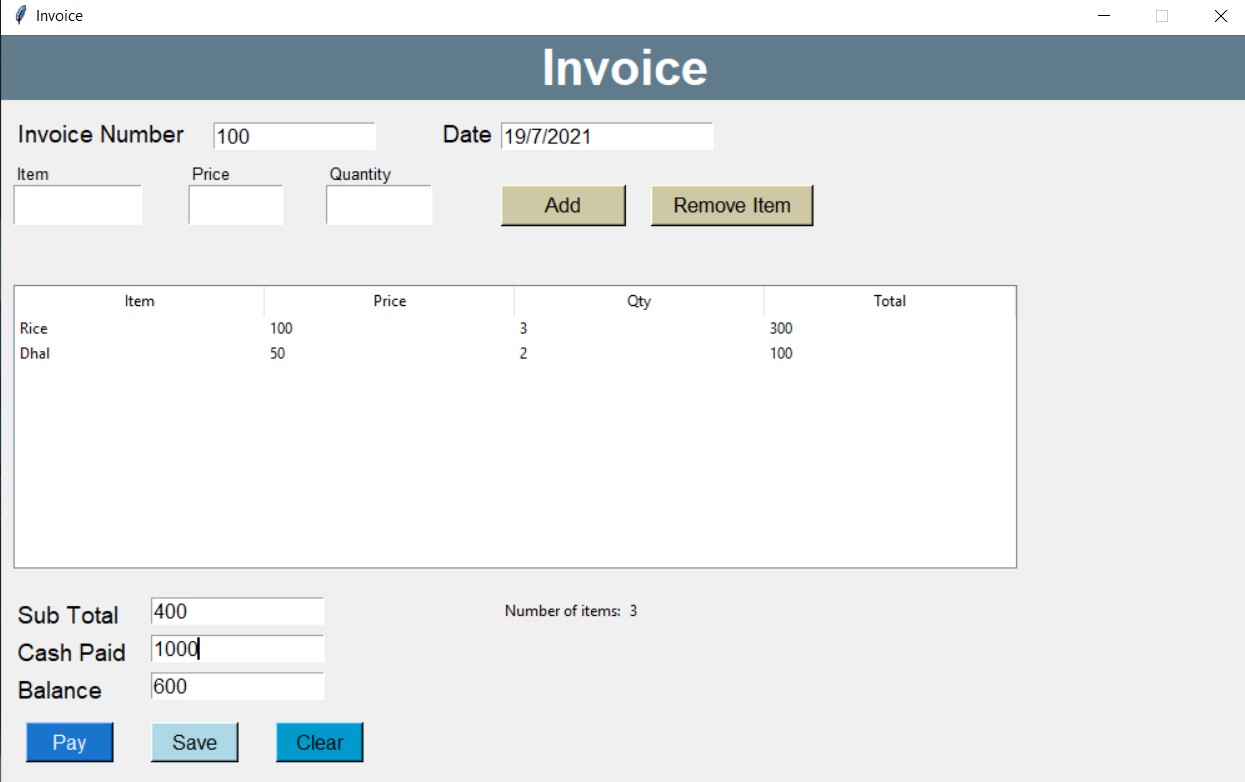 Invoice
Invoice
Invoice Number 100 Date 19/7/2021
Item Price Quantity
Add Remove Item
Item Price Qty Total
Rice 100 3 300
Dhal 50 2 100
Sub Total 400 Number of items: 3
Cash Paid 1000
Balance 600
Pay Save Clear